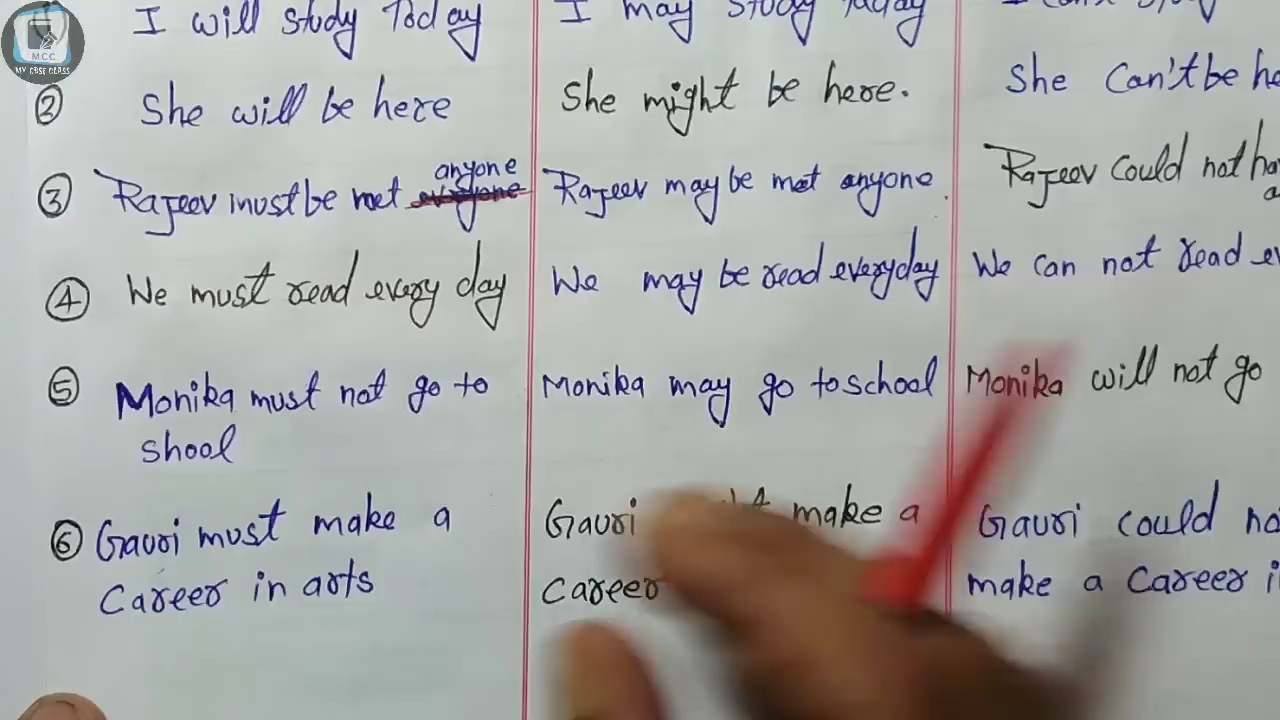 MCC
MY CBSE CLASS
I will study Today
② She will be here
③ Rajeev must be met everyone anyone
④ We must read every day
⑤ Monika must not go to
shool
⑥ Gauri must make a
Career in arts
I may study Today
She might be here.
Rajeev may be met anyone
We may be read everyday
Monika may go to school
Gauri make a
Career
She Can't be
Rajeev Could not
We Can not read
Monika will not go
Gauri could
make a Career